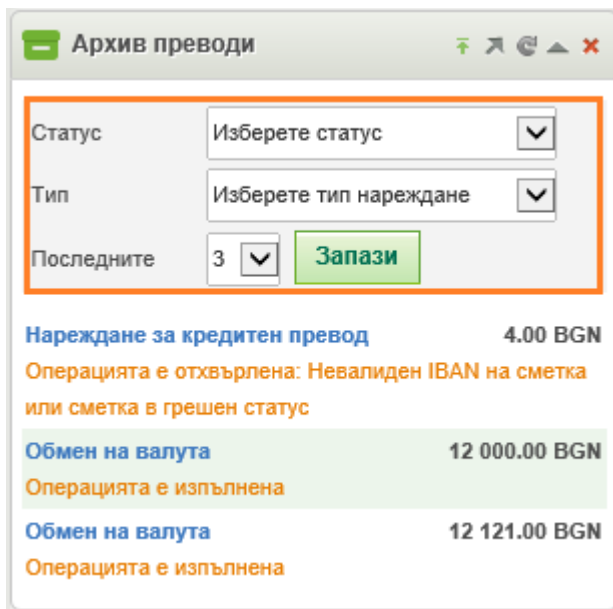 Архив преводи
Статус Изберете статус
Тип Изберете тип нареждане
Последните 3 Запази
Нареждане за кредитен превод 4.00 BGN
Операцията е отхвърлена: Невалиден IBAN на сметка
или сметка в грешен статус
Обмен на валута 12 000.00 BGN
Операцията е изпълнена
Обмен на валута 12 121.00 BGN
Операцията е изпълнена